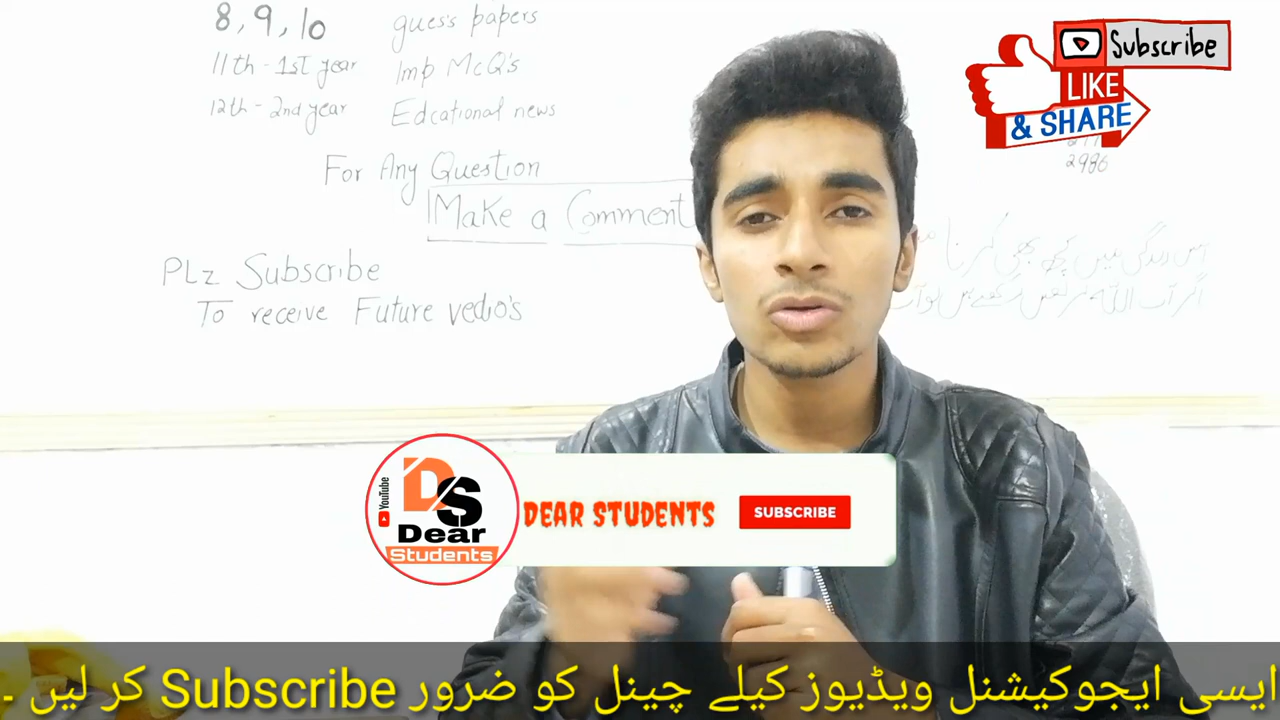 8, 9, 10 guess papers
11th - 1st year Imp McQ's
12th - 2nd year Edcational news
For Any Question
Make a Comment
PLz Subscribe
To receive Future vedio's
Subscribe
LIKE
& SHARE
2986
YouTube
DS
Dear
Students
DEAR STUDENTS
SUBSCRIBE
ایسی ایجوکیشنل ویڈیوز کیلے چینل کو ضرور Subscribe کر لیں ۔